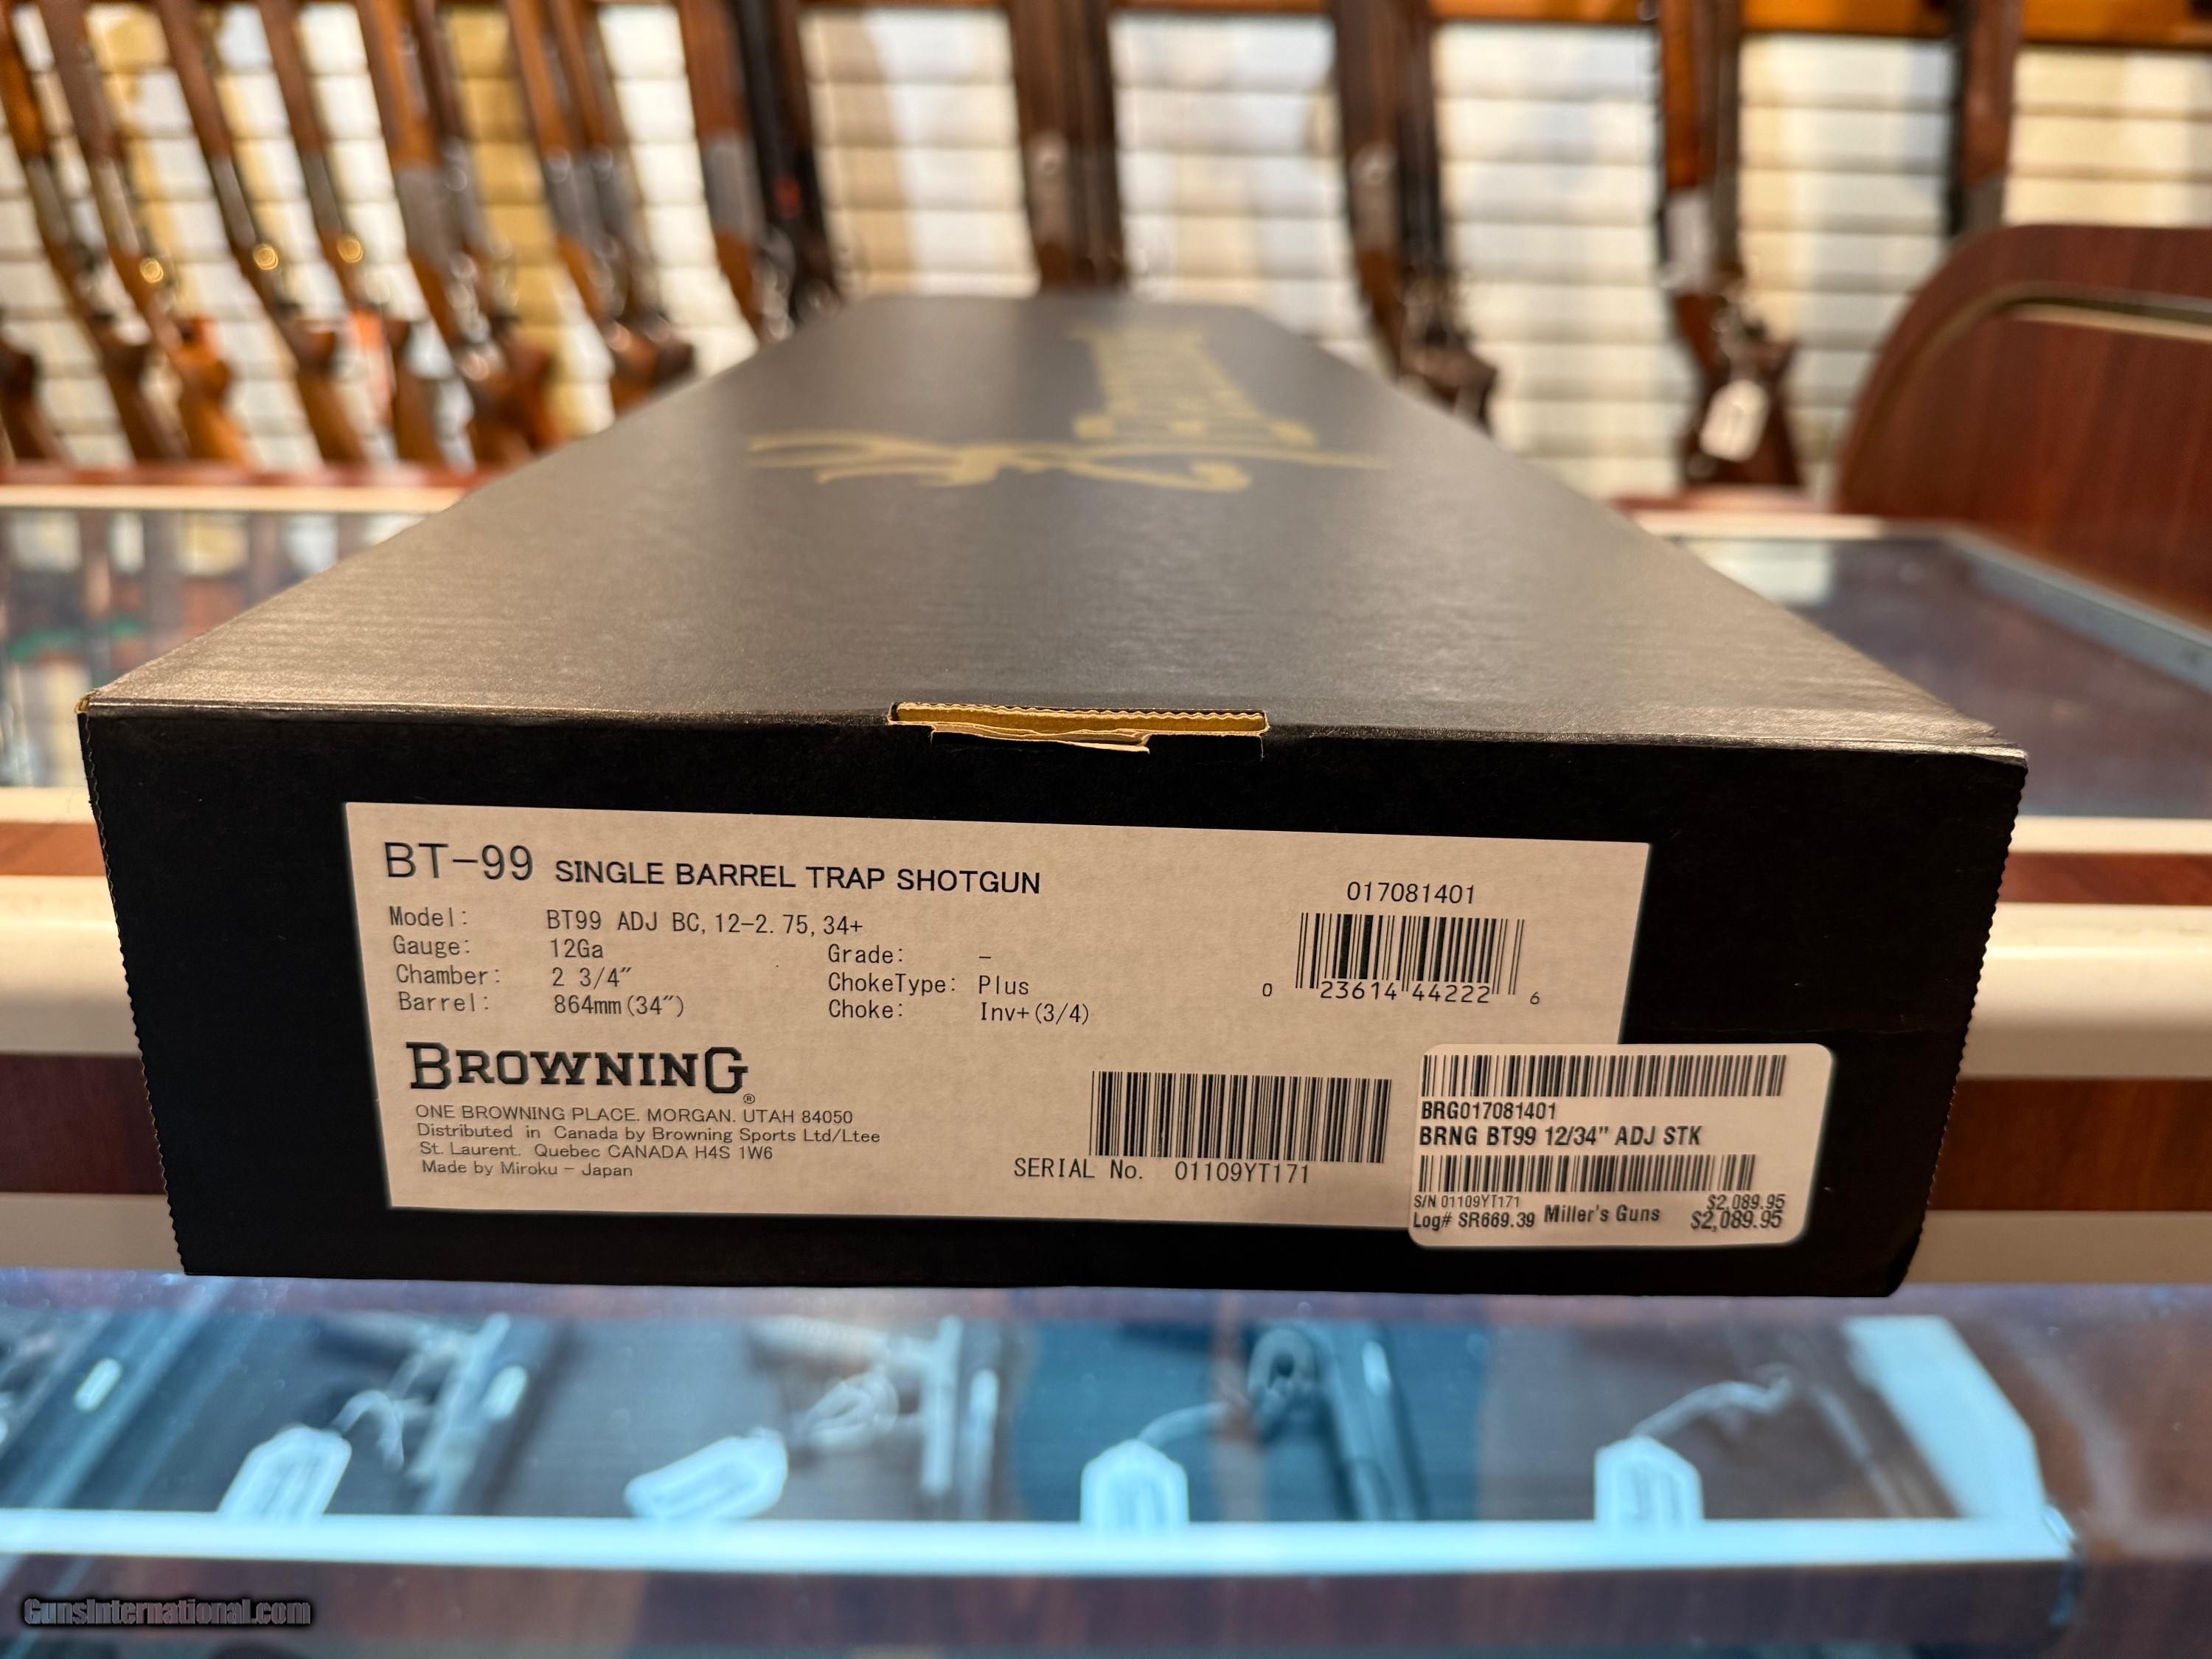 BT-99 SINGLE BARREL TRAP SHOTGUN
Model: BT99 ADJ BC, 12-2. 75, 34+
Gauge: 12Ga
Grade: -
Chamber: 2 3/4"
ChokeType: Plus
Barrel: 864mm(34")
Choke: Inv+(3/4)
017081401
0 23614 44222 6
BROWNING®
ONE BROWNING PLACE. MORGAN. UTAH 84050
Distributed in Canada by Browning Sports Ltd/Ltee
St. Laurent. Quebec CANADA H4S 1W6
Made by Miroku - Japan
SERIAL No. 01109YT171
BRG017081401
BRNG BT99 12/34" ADJ STK
S/N 01109YT171 $2,089.95
Log# SR669.39 Miller's Guns $2,089.95
GunsInternational.com